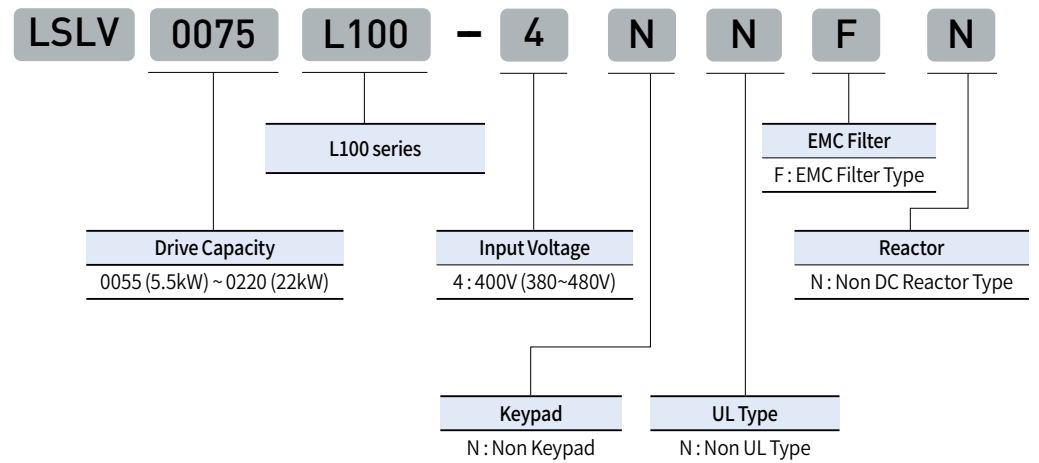 LSLV 0075 L100 - 4 N N F N
L100 series
EMC Filter
F : EMC Filter Type
Drive Capacity
0055 (5.5kW) ~ 0220 (22kW)
Input Voltage
4 : 400V (380~480V)
Reactor
N : Non DC Reactor Type
Keypad
N : Non Keypad
UL Type
N : Non UL Type